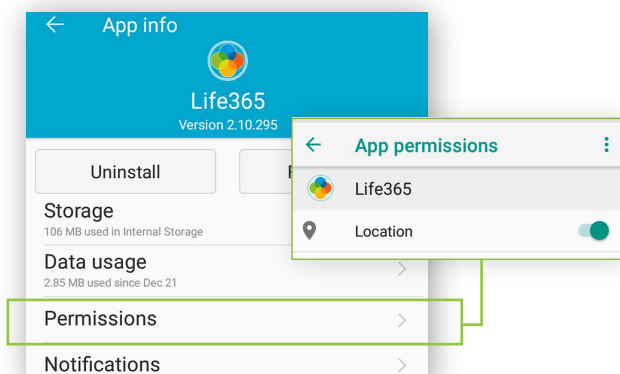 App info
Life365
Version 2.10.295
Uninstall
Storage
106 MB used in Internal Storage
Data usage
2.85 MB used since Dec 21
Permissions
Notifications
App permissions
Life365
Location